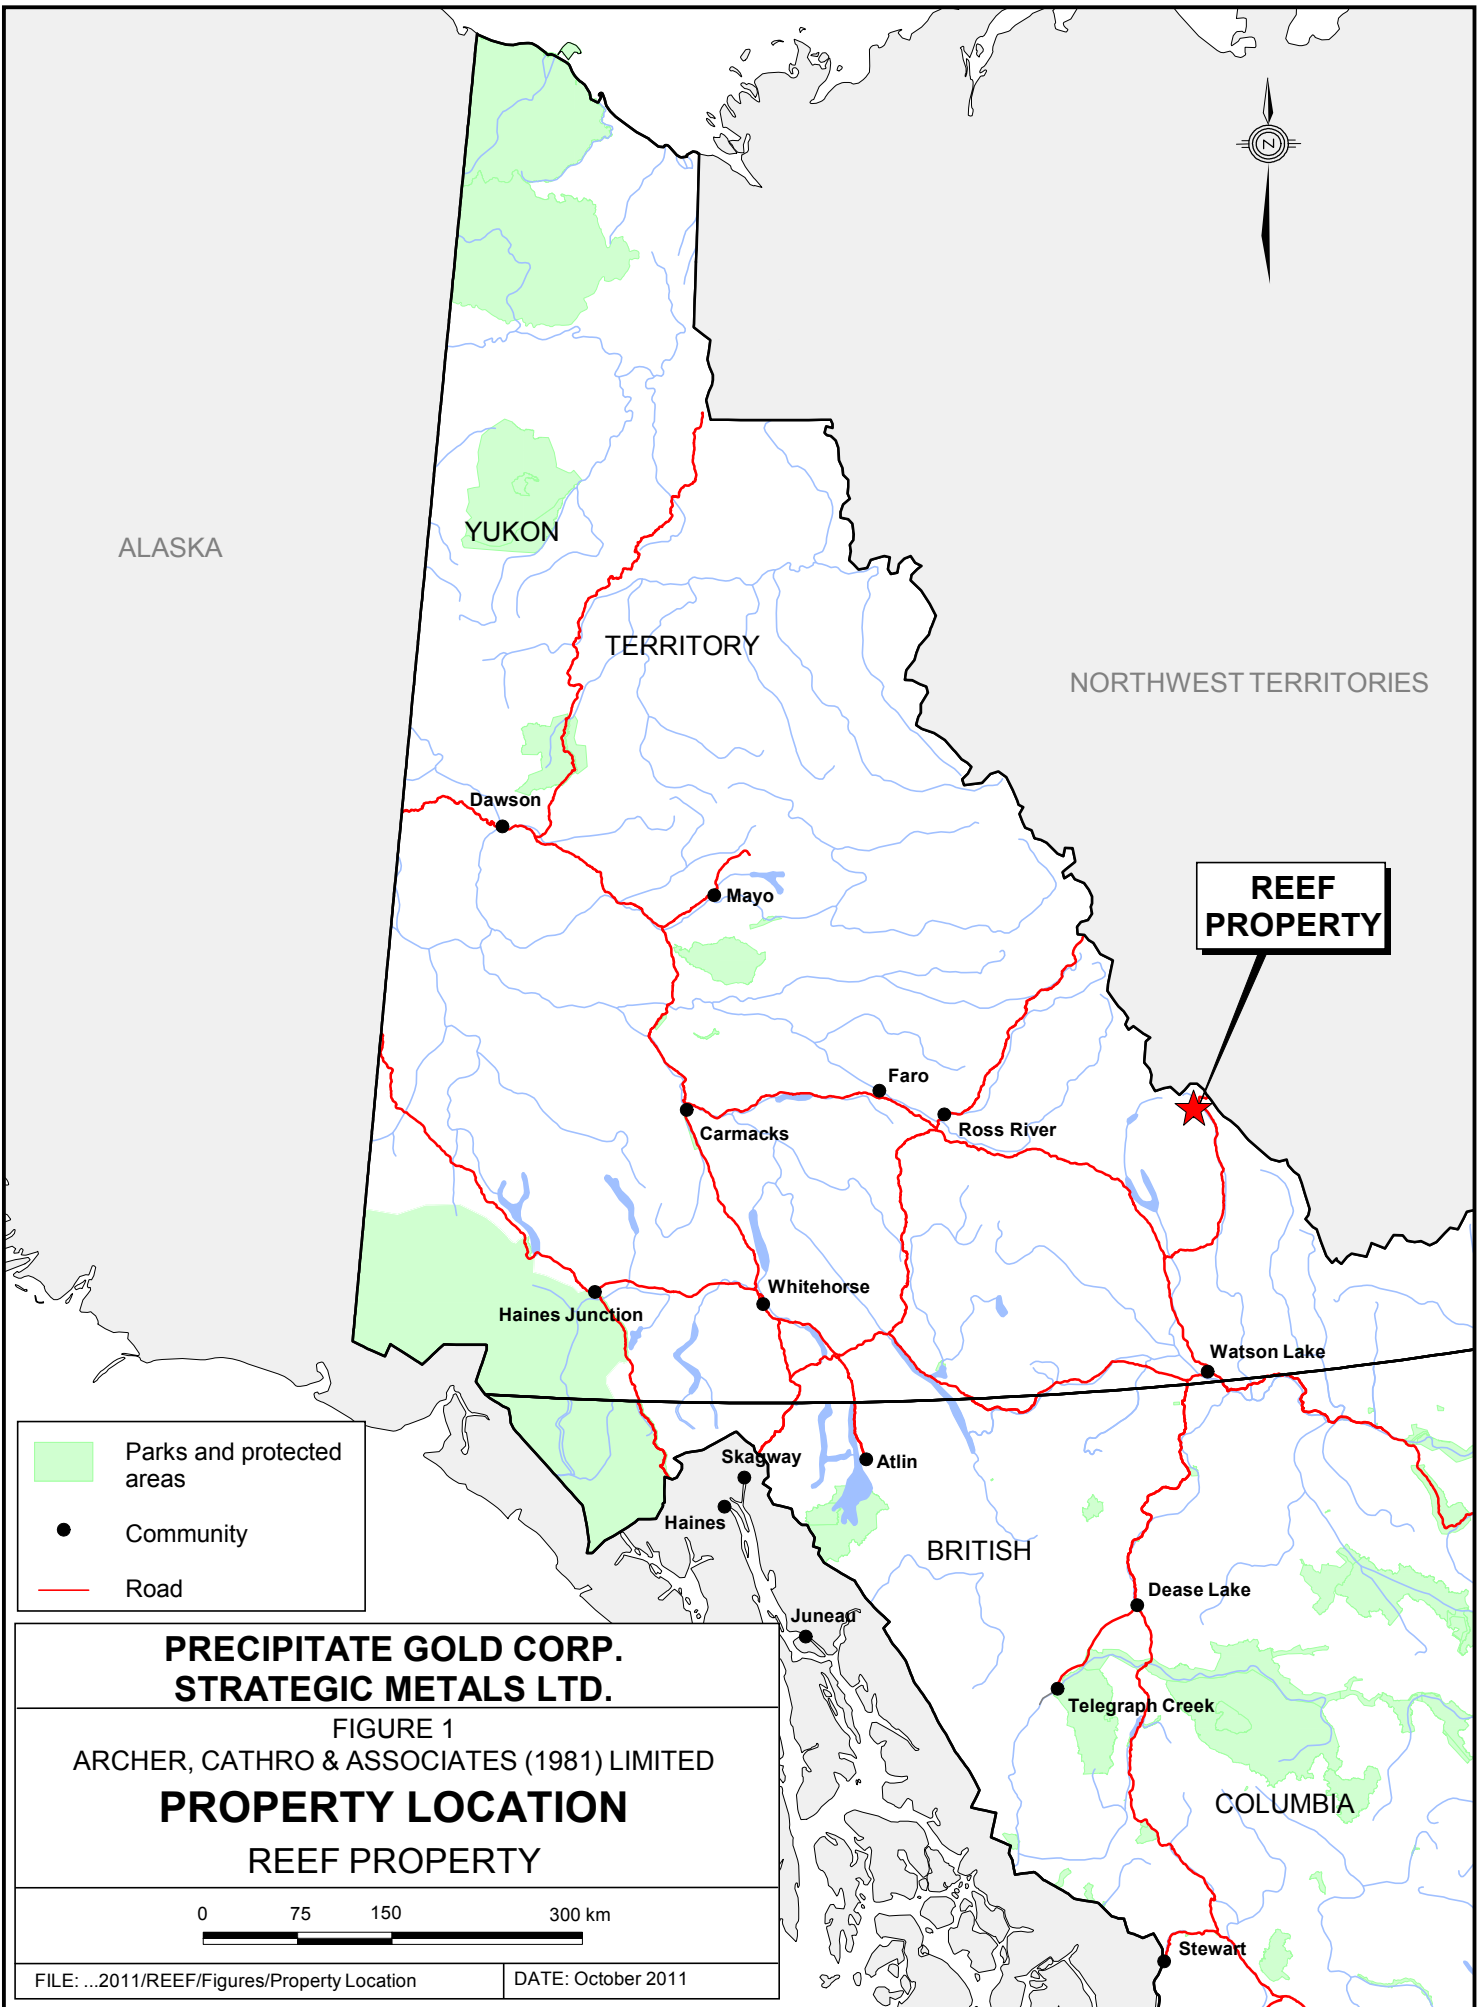 N
YUKON
ALASKA
TERRITORY
NORTHWEST TERRITORIES
Dawson
REEF
PROPERTY
Mayo
Faro
Ross River
Carmacks
Whitehorse
Haines Junction
Watson Lake
Parks and protected
areas
Community
Road
Skagway
Atlin
Haines
BRITISH
Dease Lake
Juneau
Telegraph Creek
COLUMBIA
Stewart
PRECIPITATE GOLD CORP.
STRATEGIC METALS LTD.
FIGURE 1
ARCHER, CATHRO & ASSOCIATES (1981) LIMITED
PROPERTY LOCATION
REEF PROPERTY
0 75 150 300 km
FILE: ...2011/REEF/Figures/Property Location
DATE: October 2011